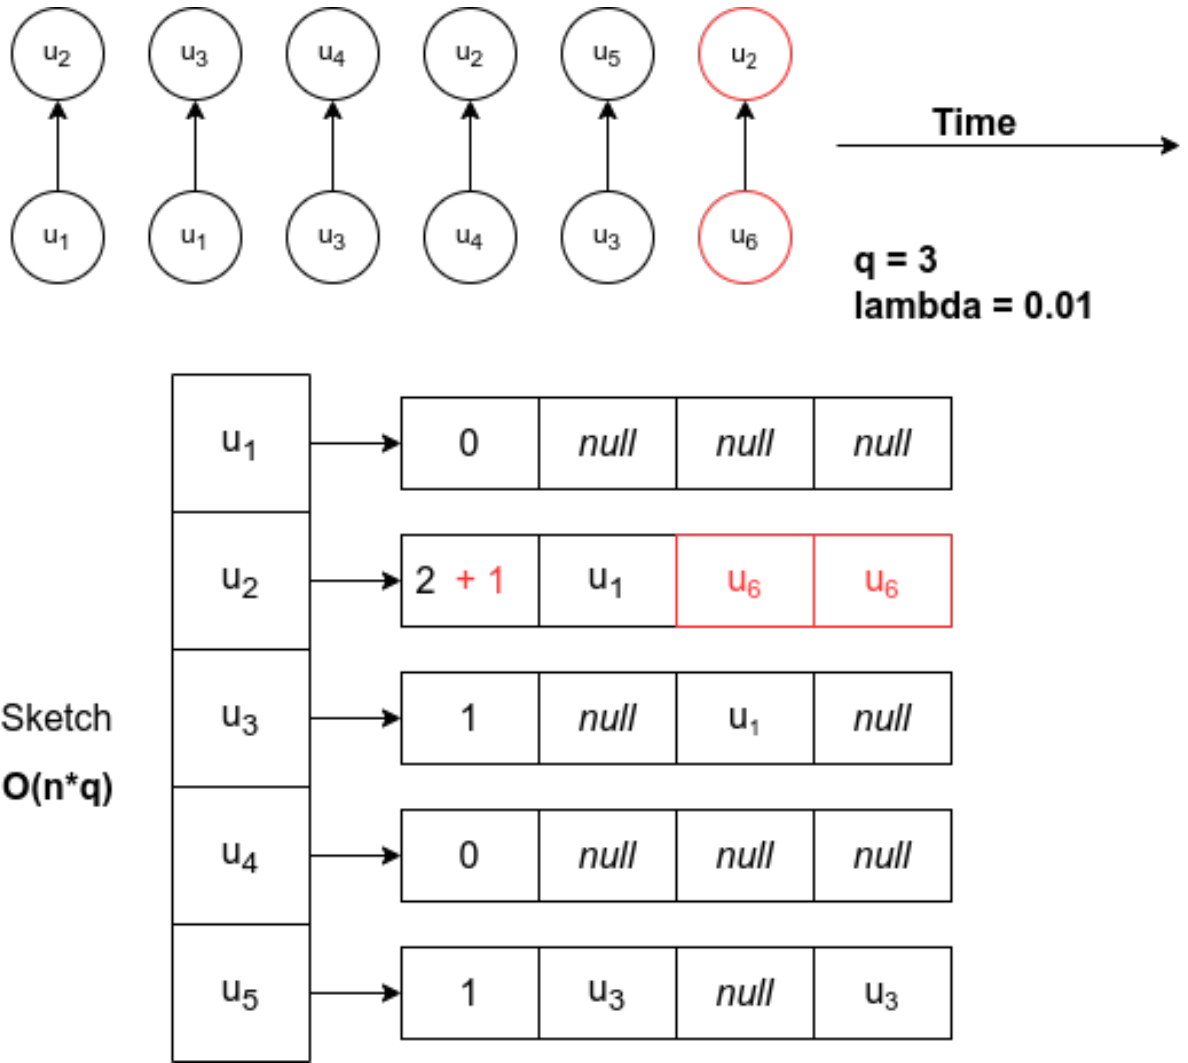 u₂ u₃ u₄ u₂ u₅ u₂
Time
u₁ u₁ u₃ u₄ u₃ u₆
q = 3
lambda = 0.01
u₁ 0 null null null
u₂ 2 + 1 u₁ u₆ u₆
Sketch
u₃ 1 null u₁ null
O(n*q)
u₄ 0 null null null
u₅ 1 u₃ null u₃